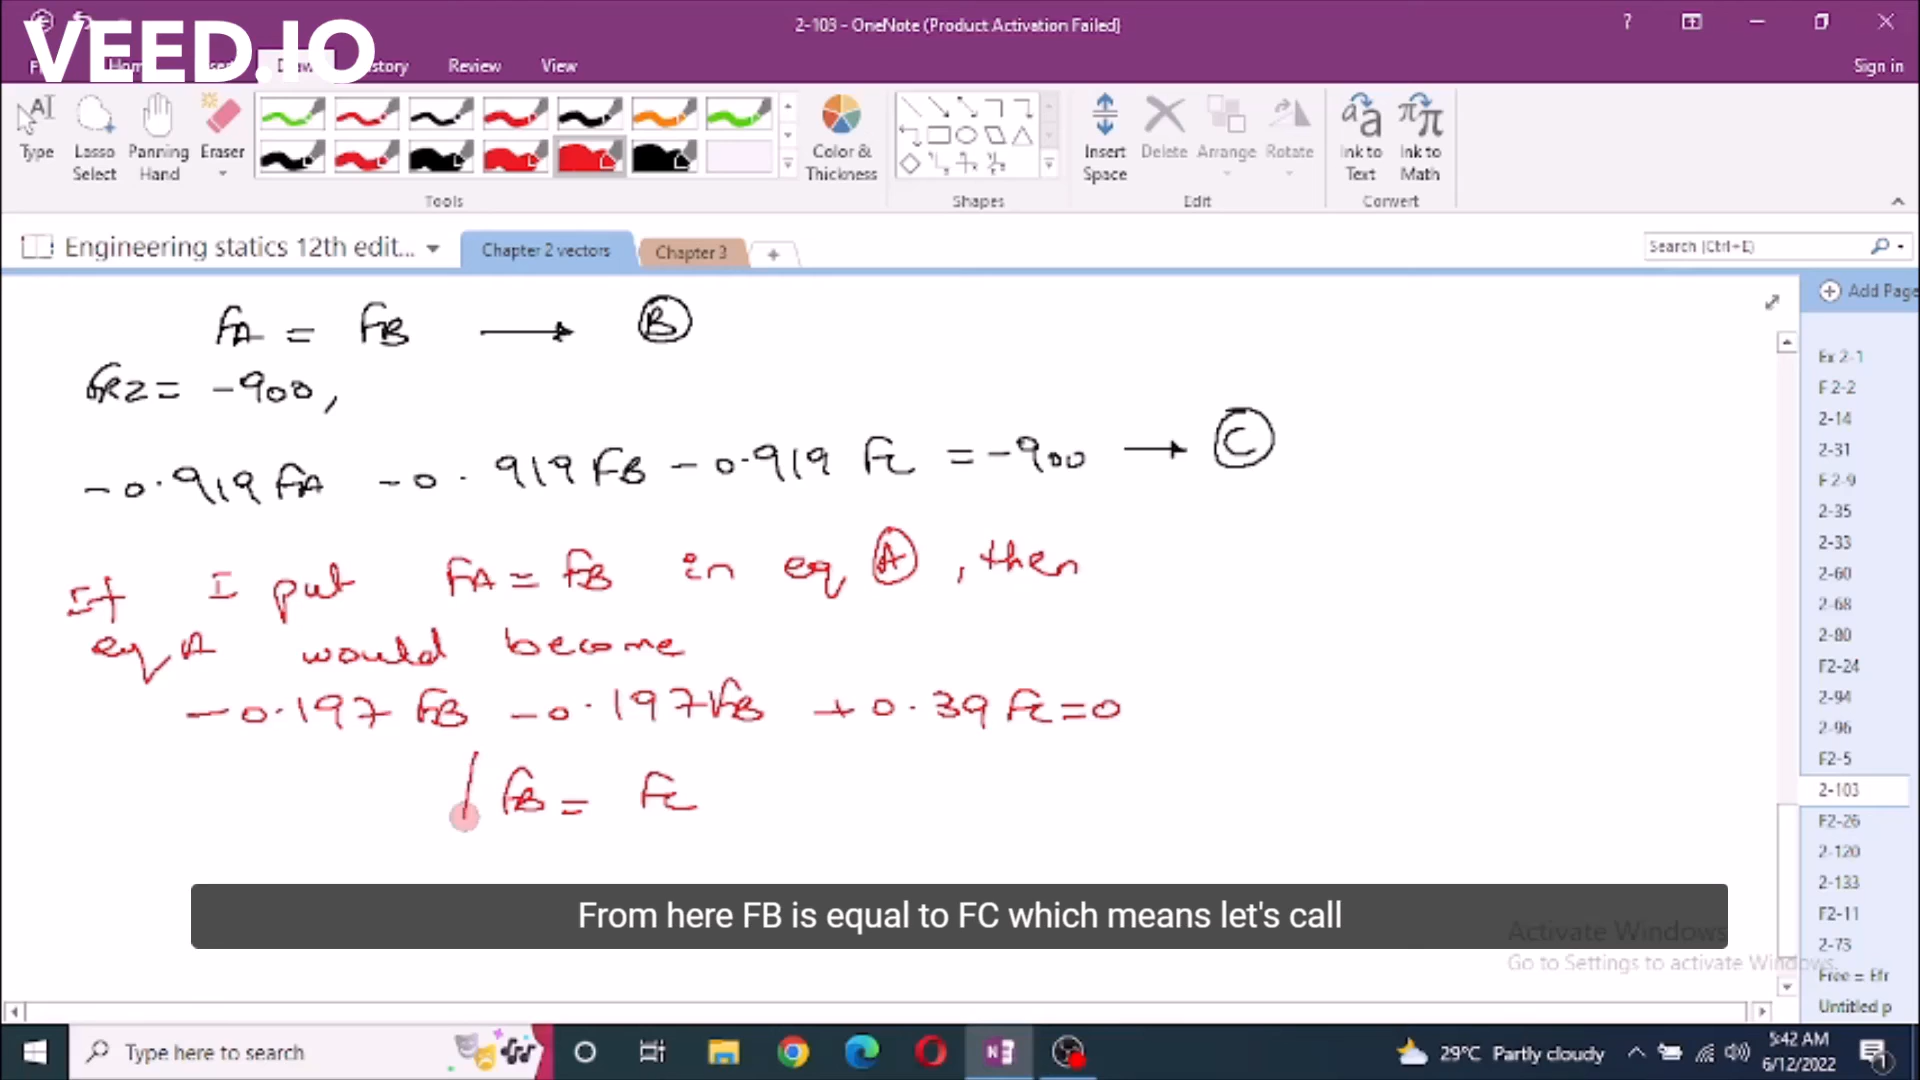 VEED.IO
2-103 - OneNote (Product Activation Failed)
?
Review View
Sign in
Type
Lasso Select
Panning Hand
Eraser
Color & Thickness
Insert Space
Delete
Arrange
Rotate
Ink to Text
Ink to Math
Tools
Shapes
Edit
Convert
Engineering statics 12th edit...
Chapter 2 vectors
Chapter 3
+
Search (Ctrl+E)
FA = FB → (B)
FRZ = -900,
-0.919 FA -0.919 FB - 0.919 FC = -900 → (C)
If I put FA = FB in eq (A), then
eq A would become
-0.197 FB -0.197 FB + 0.39 FC = 0
FB = FC
From here FB is equal to FC which means let's call
Activate Windows
Go to Settings to activate Windows.
Add Page
Ex 2-1
F 2-2
2-14
2-31
F 2-9
2-35
2-33
2-60
2-68
2-80
F2-24
2-94
2-96
F2-5
2-103
F2-26
2-120
2-133
F2-11
2-73
Free = Efr
Untitled p
Type here to search
29°C Partly cloudy
5:42 AM
6/12/2022
1